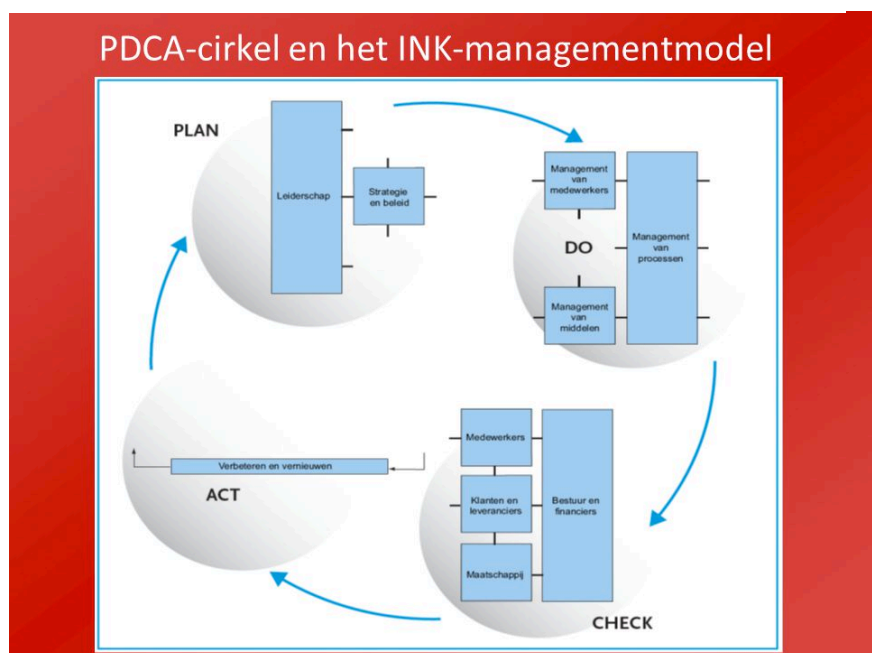 PDCA-cirkel en het INK-managementmodel
PLAN
Leiderschap
Strategie
en beleid
Management
van
medewerkers
DO
Management
van
processen
Management
van
middelen
Medewerkers
Klanten en
leveranciers
Bestuur en
financiers
Maatschappij
CHECK
Verbeteren en vernieuwen
ACT